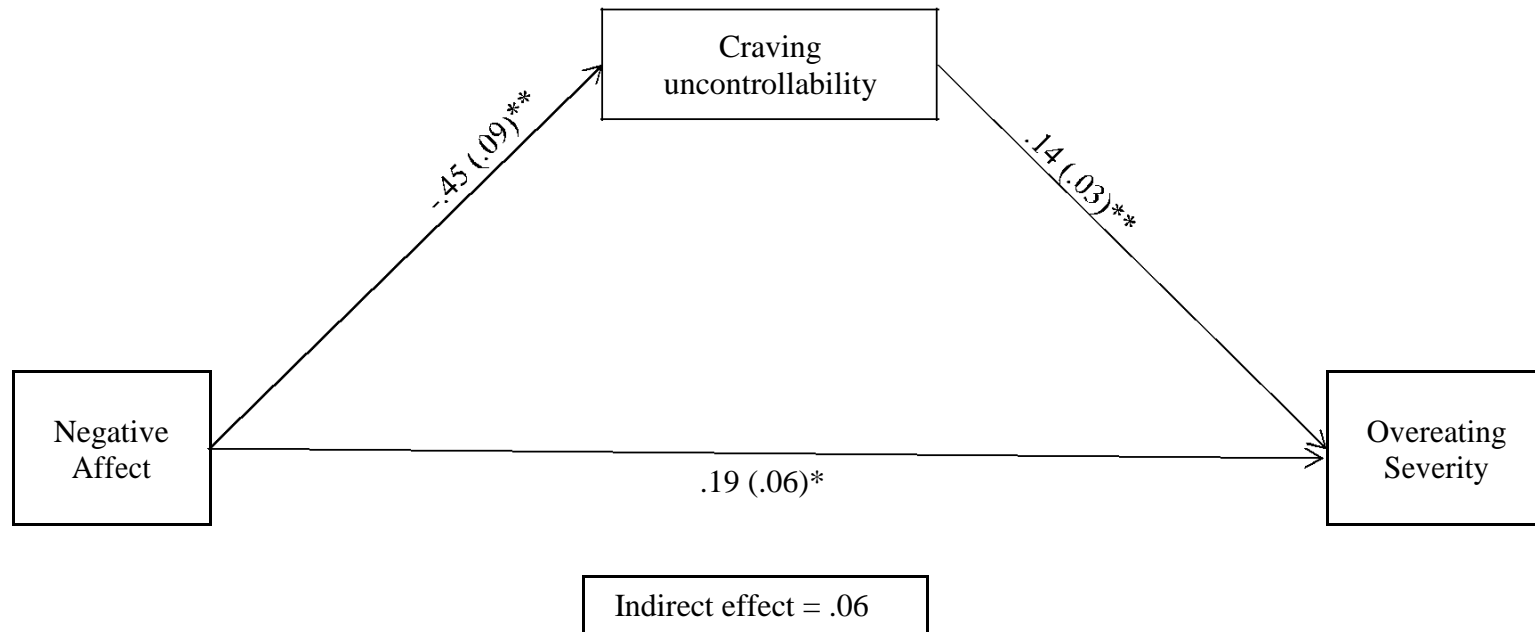 Craving
uncontrollability
-.45 (.09)**
.14 (.03)**
Negative
Affect
Overeating
Severity
.19 (.06)*
Indirect effect = .06